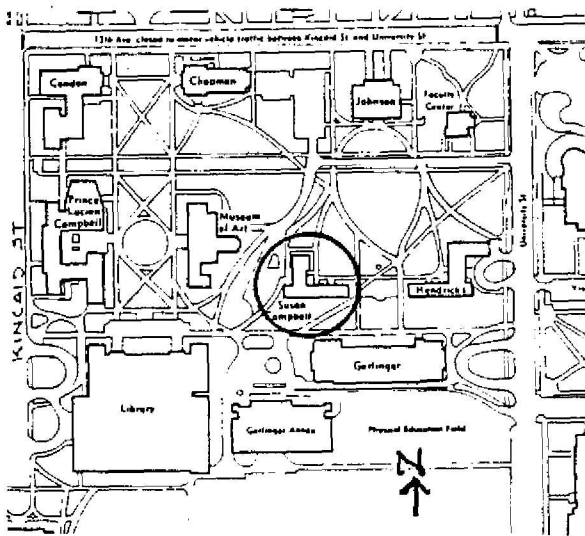 13th Ave. closed to motor vehicle traffic between Kincaid St and University St
Condon
Chapman
Johnson
Faculty
Center
Prince
Lucien
Campbell
Museum
of Art
KINCAID ST
University St
Susan
Campbell
Hendricks
Gerlinger
Library
Gerlinger Annex
Physical Education Field
N